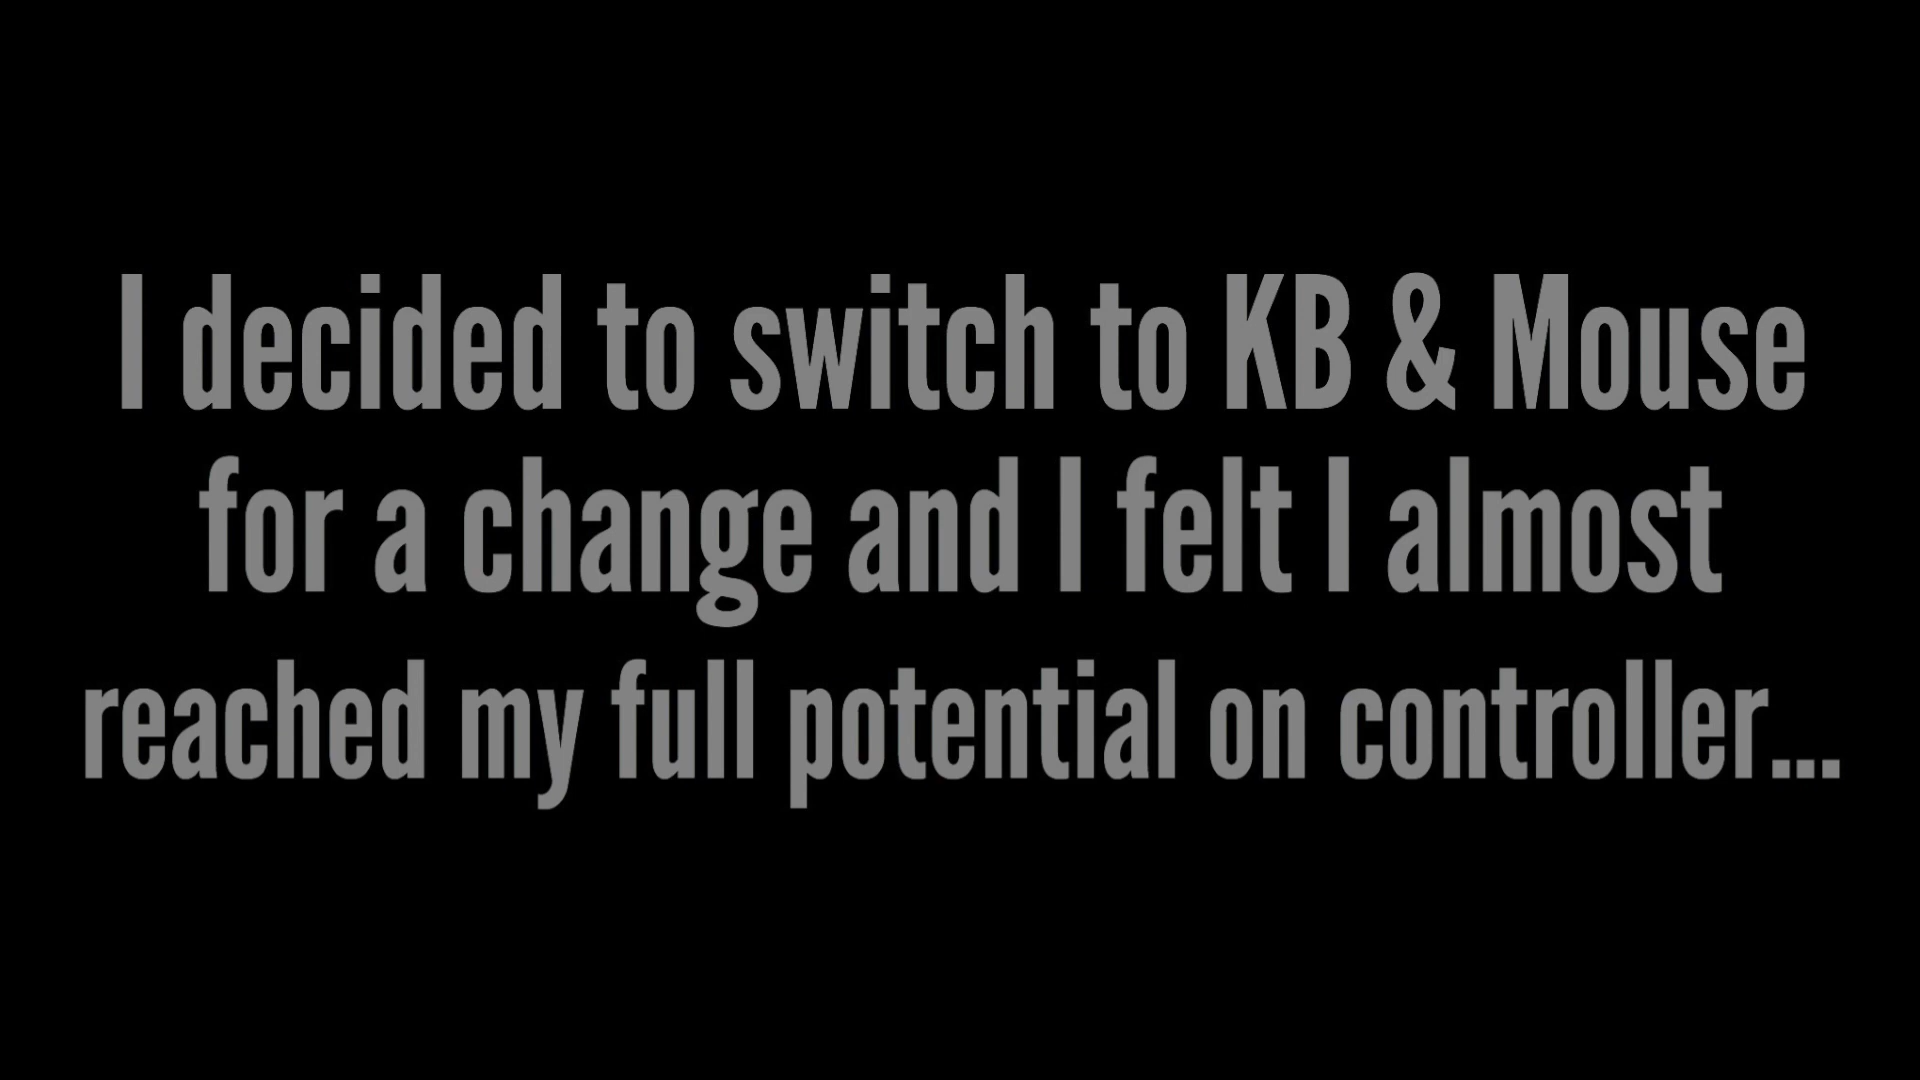 I decided to switch to KB & Mouse
for a change and I felt I almost
reached my full potential on controller...